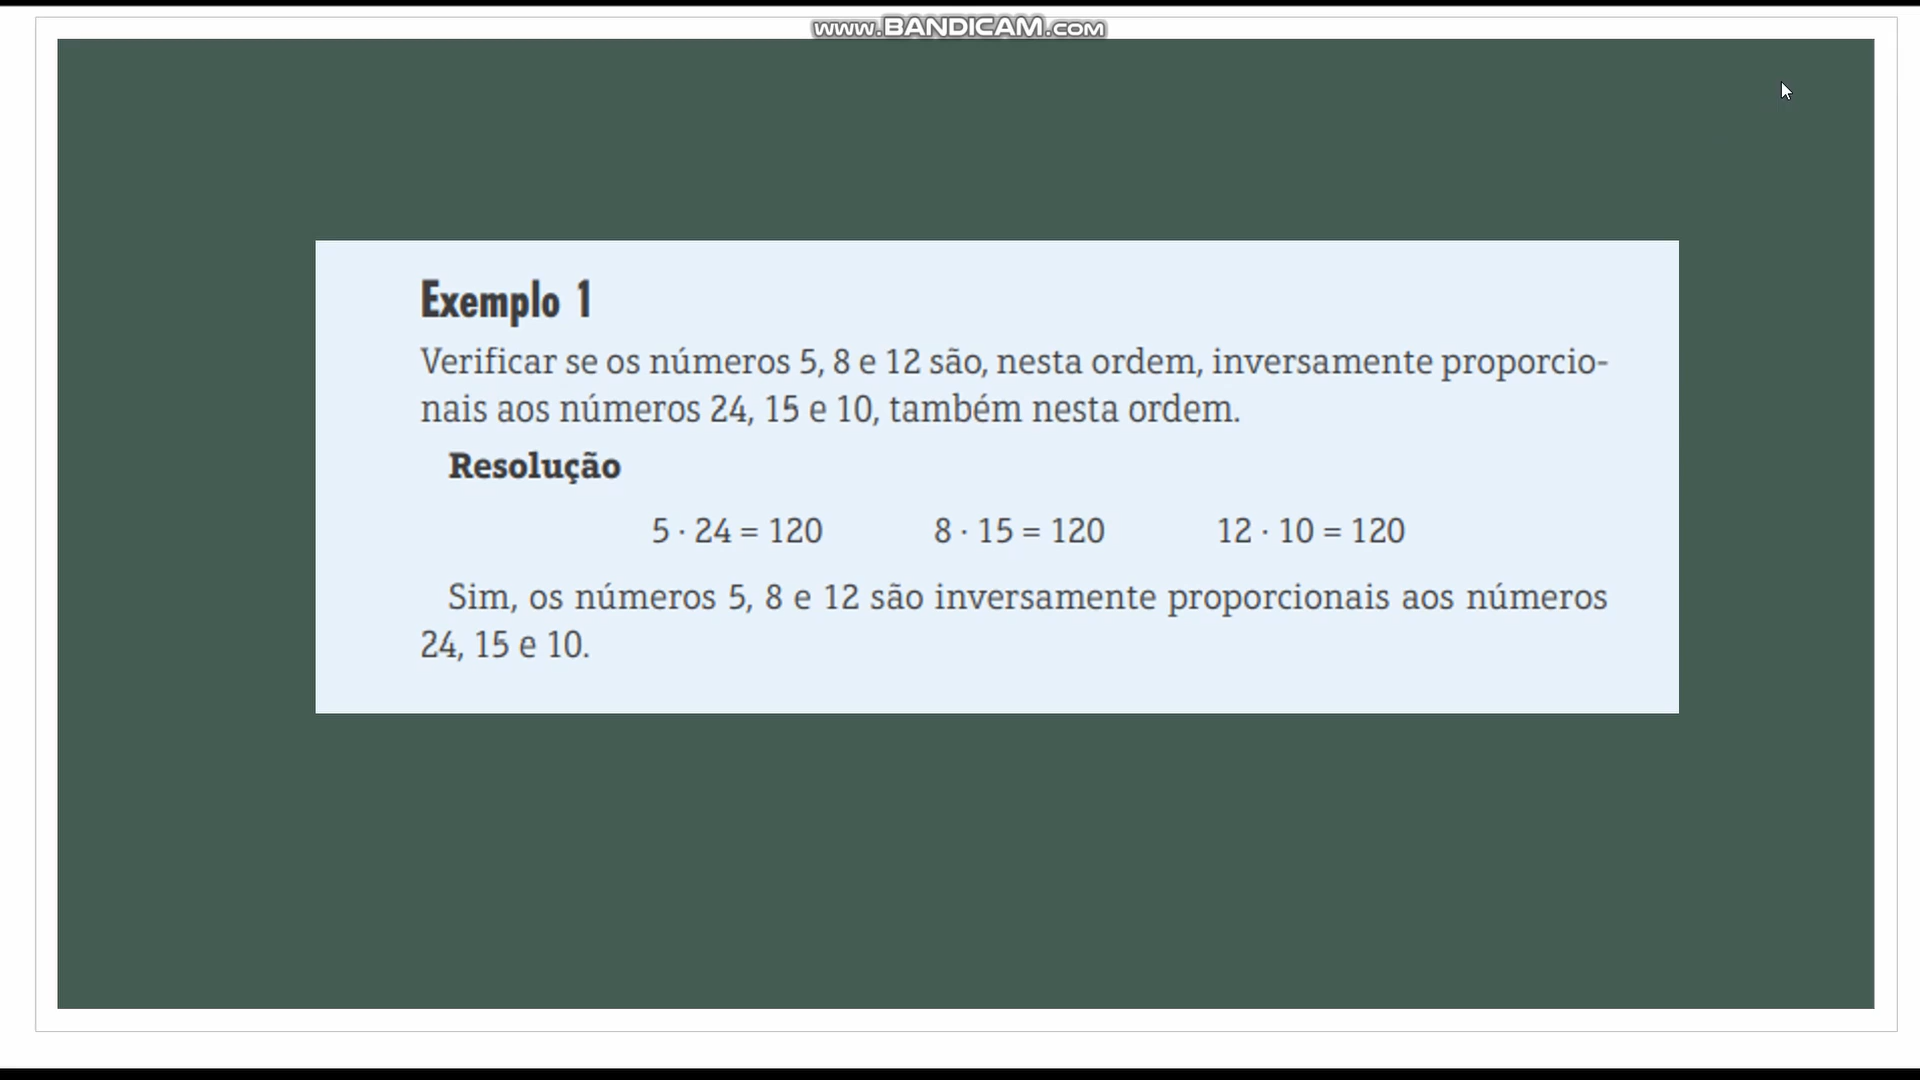 www.BANDICAM.com
Exemplo 1
Verificar se os números 5, 8 e 12 são, nesta ordem, inversamente proporcio-
nais aos números 24, 15 e 10, também nesta ordem.
Resolução
5 · 24 = 120 8 · 15 = 120 12 · 10 = 120
Sim, os números 5, 8 e 12 são inversamente proporcionais aos números
24, 15 e 10.